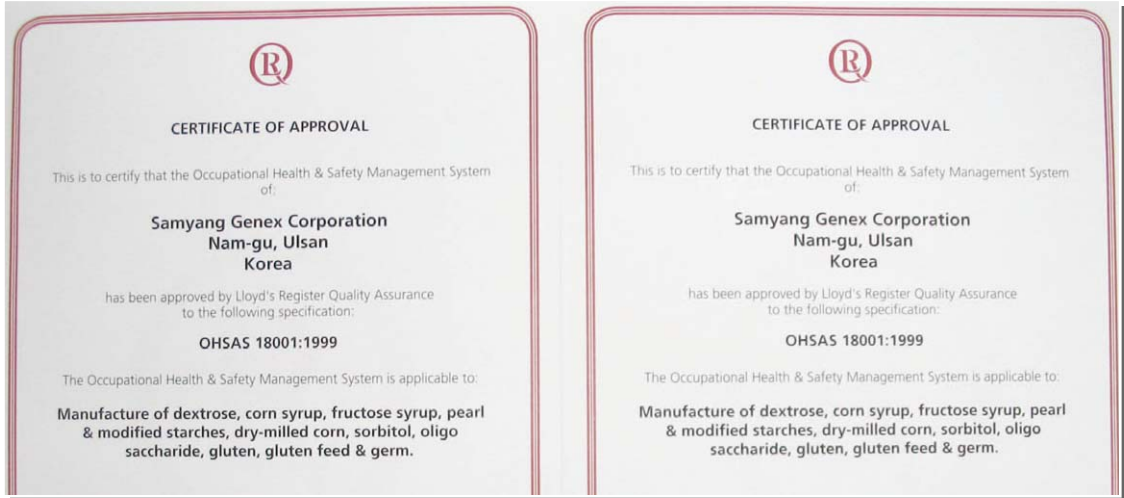 RQ
CERTIFICATE OF APPROVAL
This is to certify that the Occupational Health & Safety Management System
of:
Samyang Genex Corporation
Nam-gu, Ulsan
Korea
has been approved by Lloyd's Register Quality Assurance
to the following specification:
OHSAS 18001:1999
The Occupational Health & Safety Management System is applicable to:
Manufacture of dextrose, corn syrup, fructose syrup, pearl
& modified starches, dry-milled corn, sorbitol, oligo
saccharide, gluten, gluten feed & germ.
RQ
CERTIFICATE OF APPROVAL
This is to certify that the Occupational Health & Safety Management System
of:
Samyang Genex Corporation
Nam-gu, Ulsan
Korea
has been approved by Lloyd's Register Quality Assurance
to the following specification:
OHSAS 18001:1999
The Occupational Health & Safety Management System is applicable to:
Manufacture of dextrose, corn syrup, fructose syrup, pearl
& modified starches, dry-milled corn, sorbitol, oligo
saccharide, gluten, gluten feed & germ.